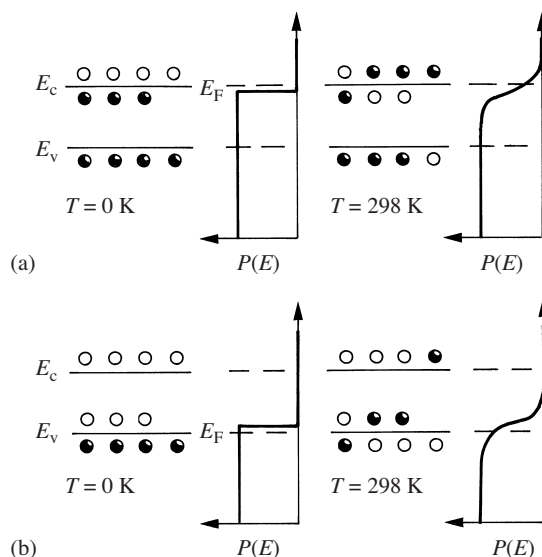 E_c
E_F
E_v
T = 0 K
T = 298 K
(a)
P(E)
P(E)
E_c
E_v
E_F
T = 0 K
T = 298 K
(b)
P(E)
P(E)